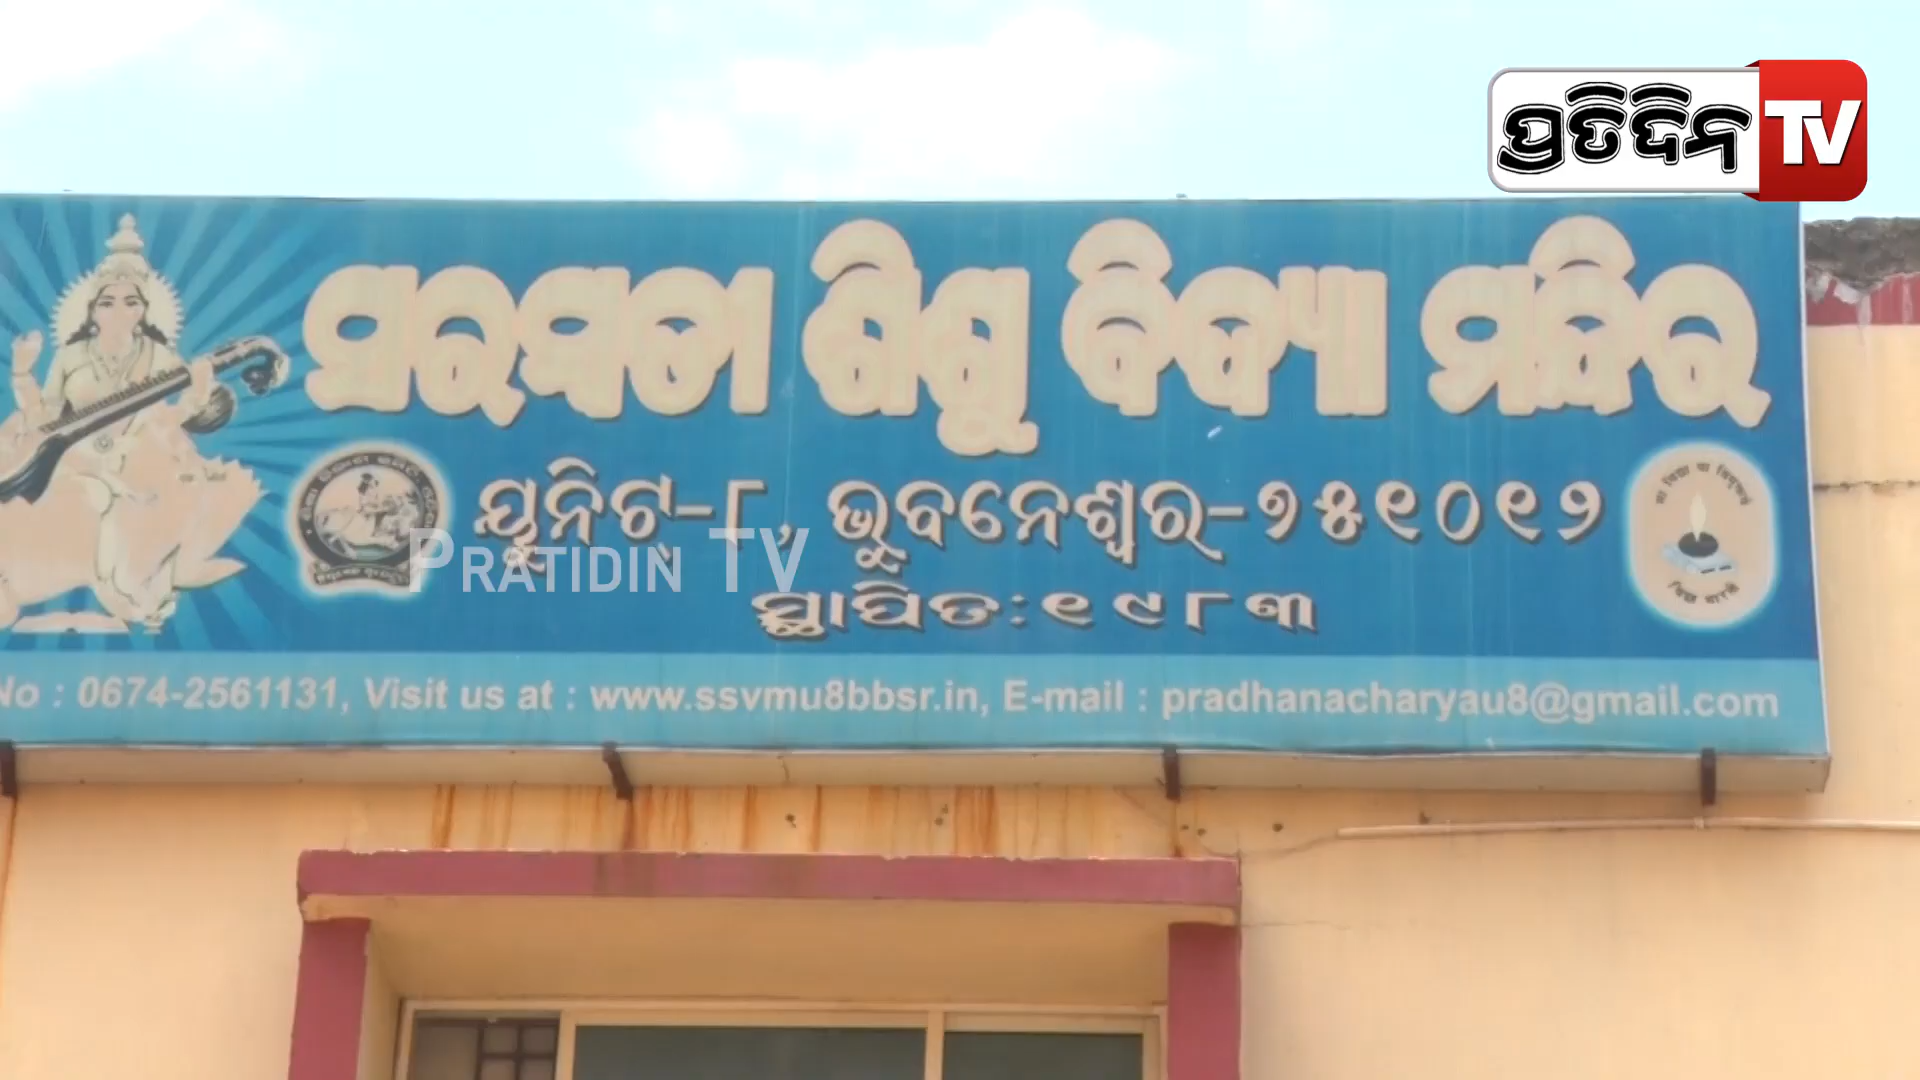 ପ୍ରତିଦିନ TV
ସରସ୍ୱତୀ ଶିଶୁ ବିଦ୍ୟା ମନ୍ଦିର
ୟୁନିଟ୍-୮, ଭୁବନେଶ୍ୱର-୭୫୧୦୧୨
PRATIDIN TV
ସ୍ଥାପିତ:୧୯୮୩
No : 0674-2561131, Visit us at : www.ssvmu8bbsr.in, E-mail : pradhanacharyau8@gmail.com